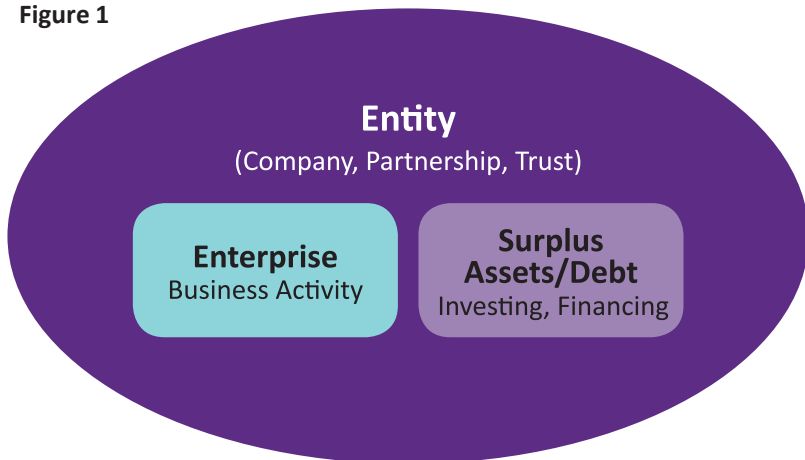 Figure 1
Entity
(Company, Partnership, Trust)
Enterprise
Business Activity
Surplus
Assets/Debt
Investing, Financing